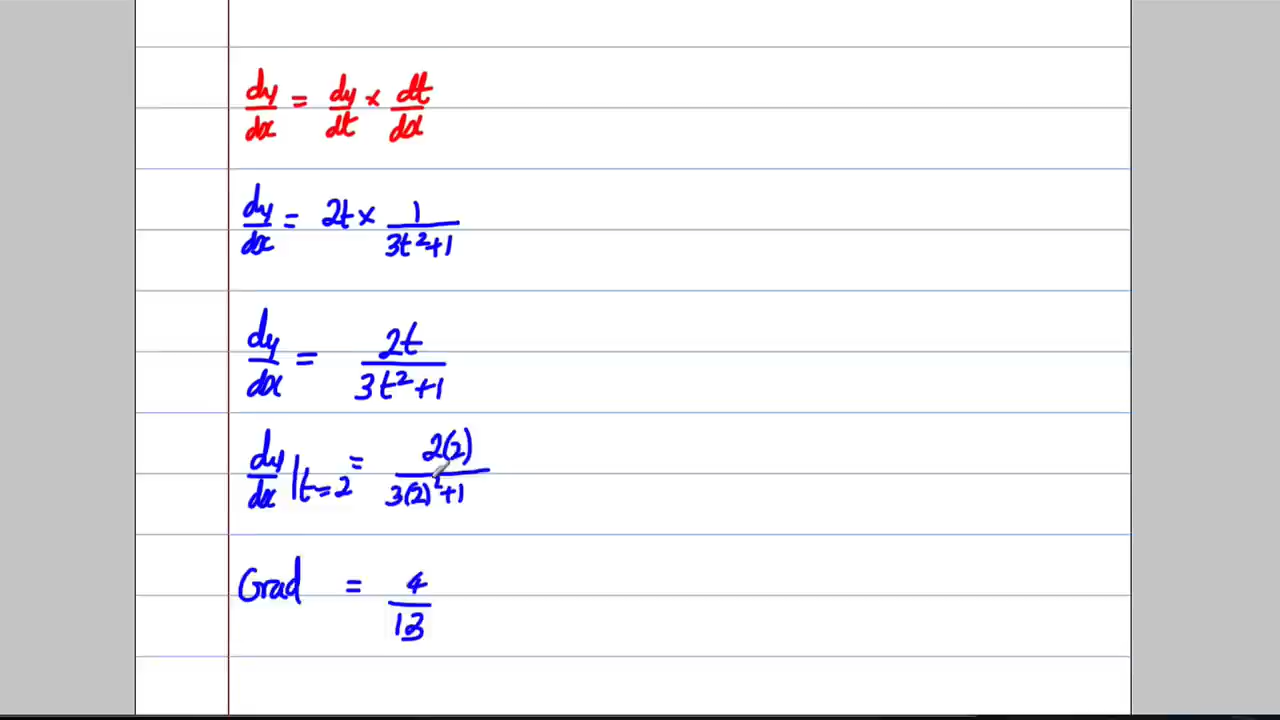 dy/dx = dy/dt × dt/dx
dy/dx = 2t × 1/(3t²+1)
dy/dx = 2t/(3t²+1)
dy/dx|t=2 = 2(2)/(3(2)²+1)
Grad = 4/13